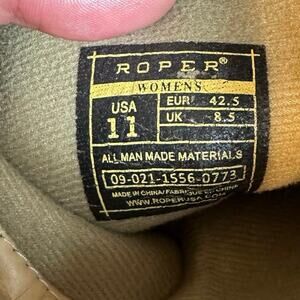 ROPER®
WOMENS
USA 11
EUR 42.5
UK 8.5
ALL MAN MADE MATERIALS
09-021-1556-0773
MADE IN CHINA/FABRIQUE EN CHINA
WWW.ROPERUSA.COM